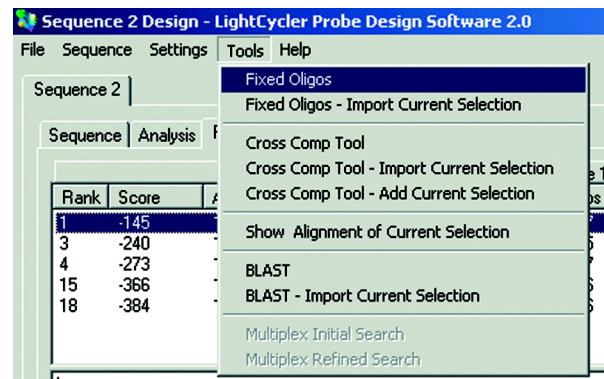 Sequence 2 Design - LightCycler Probe Design Software 2.0
File Sequence Settings Tools Help
Sequence 2
Sequence Analysis
Rank Score
1 -145
3 -240
4 -273
15 -366
18 -384
Fixed Oligos
Fixed Oligos - Import Current Selection
Cross Comp Tool
Cross Comp Tool - Import Current Selection
Cross Comp Tool - Add Current Selection
Show Alignment of Current Selection
BLAST
BLAST - Import Current Selection
Multiplex Initial Search
Multiplex Refined Search